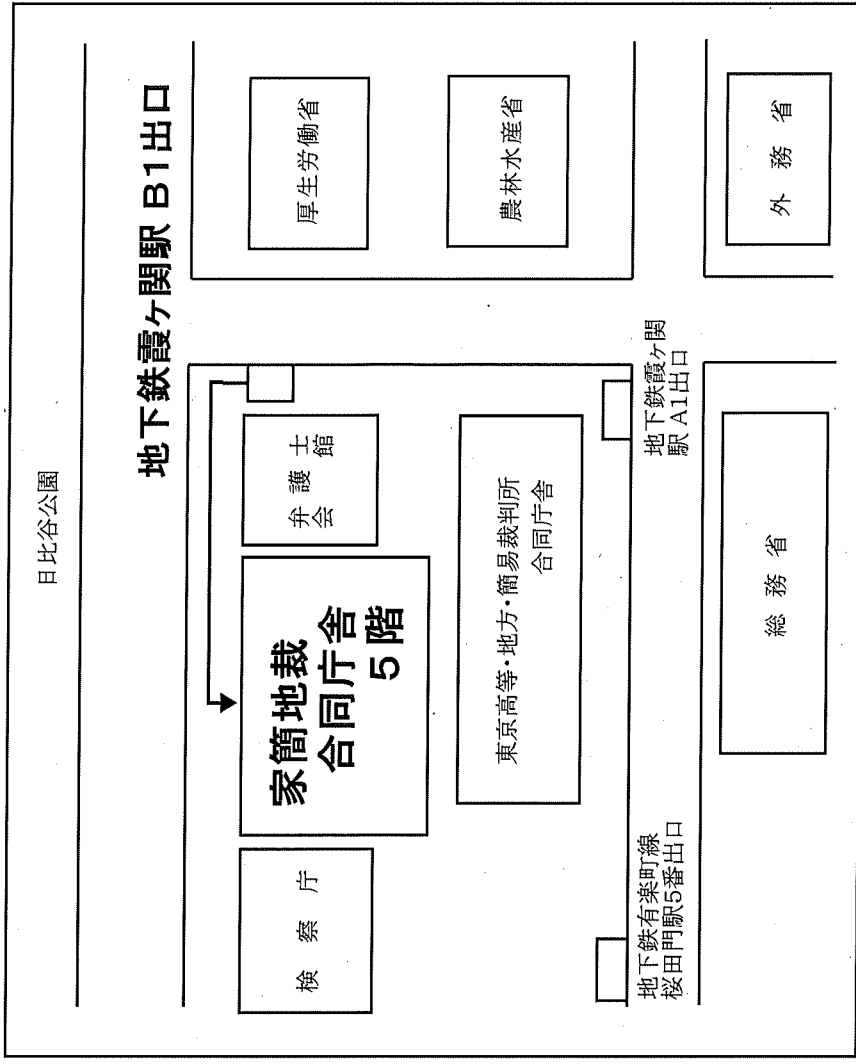 日比谷公園
地下鉄霞ヶ関駅 B1出口
検察庁
家簡地裁
合同庁舎
5階
弁護士
会館
厚生労働省
東京高等・地方・簡易裁判所
合同庁舎
農林水産省
地下鉄有楽町線
桜田門駅5番出口
地下鉄霞ヶ関
駅 A1出口
総務省
外務省